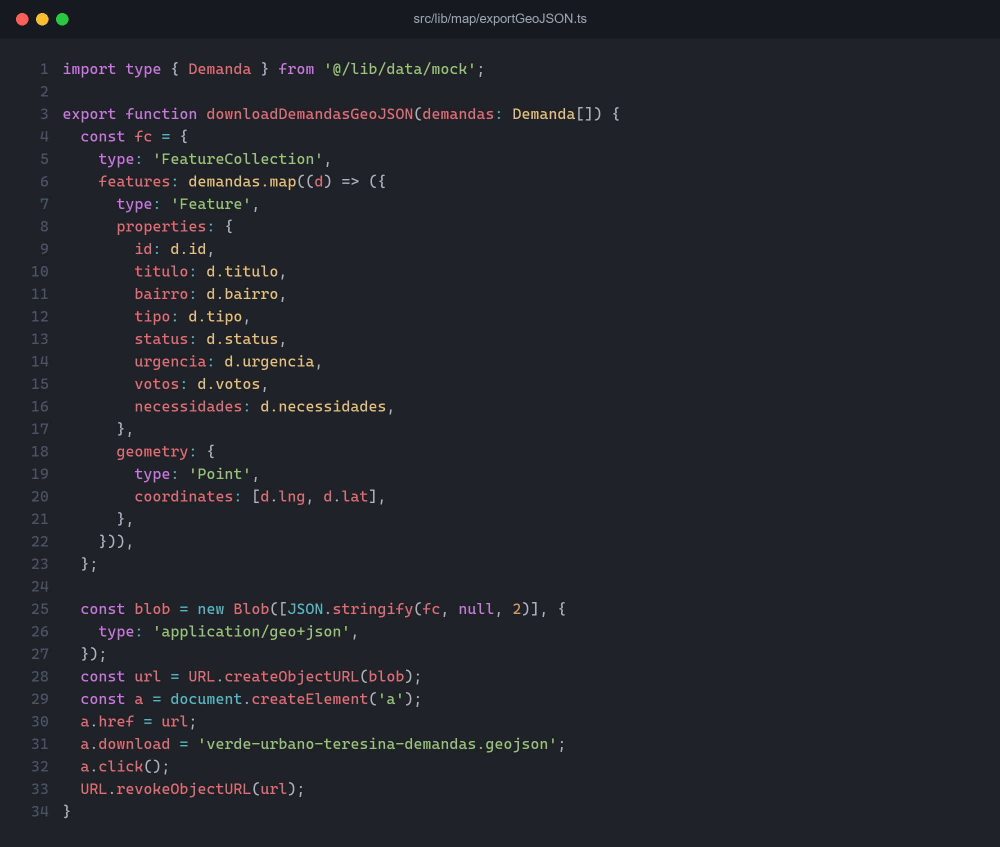 src/lib/map/exportGeoJSON.ts
1 import type { Demanda } from '@/lib/data/mock';
2
3 export function downloadDemandasGeoJSON(demandas: Demanda[]) {
4   const fc = {
5     type: 'FeatureCollection',
6     features: demandas.map((d) => ({
7       type: 'Feature',
8       properties: {
9         id: d.id,
10         titulo: d.titulo,
11         bairro: d.bairro,
12         tipo: d.tipo,
13         status: d.status,
14         urgencia: d.urgencia,
15         votos: d.votos,
16         necessidades: d.necessidades,
17       },
18       geometry: {
19         type: 'Point',
20         coordinates: [d.lng, d.lat],
21       },
22     })),
23   };
24
25   const blob = new Blob([JSON.stringify(fc, null, 2)], {
26     type: 'application/geo+json',
27   });
28   const url = URL.createObjectURL(blob);
29   const a = document.createElement('a');
30   a.href = url;
31   a.download = 'verde-urbano-teresina-demandas.geojson';
32   a.click();
33   URL.revokeObjectURL(url);
34 }